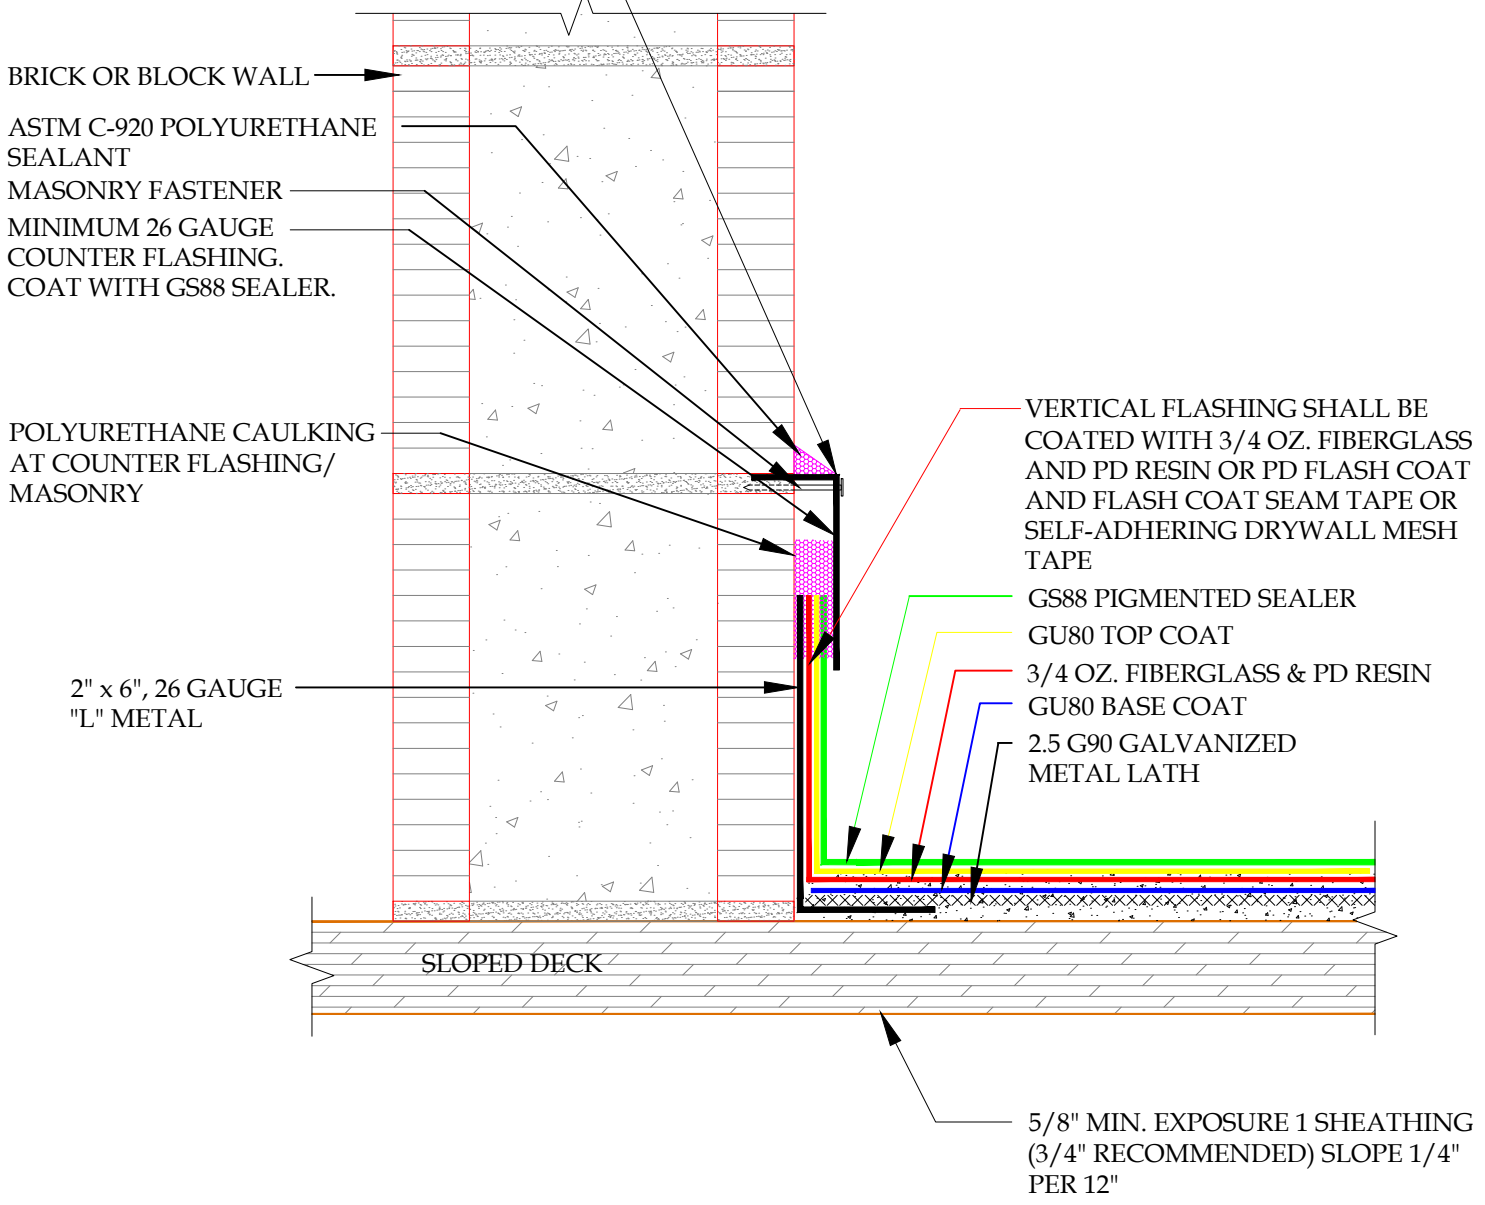 BRICK OR BLOCK WALL
ASTM C-920 POLYURETHANE
SEALANT
MASONRY FASTENER
MINIMUM 26 GAUGE
COUNTER FLASHING.
COAT WITH GS88 SEALER.
POLYURETHANE CAULKING
AT COUNTER FLASHING/
MASONRY
2" x 6", 26 GAUGE
"L" METAL
VERTICAL FLASHING SHALL BE
COATED WITH 3/4 OZ. FIBERGLASS
AND PD RESIN OR PD FLASH COAT
AND FLASH COAT SEAM TAPE OR
SELF-ADHERING DRYWALL MESH
TAPE
GS88 PIGMENTED SEALER
GU80 TOP COAT
3/4 OZ. FIBERGLASS & PD RESIN
GU80 BASE COAT
2.5 G90 GALVANIZED
METAL LATH
SLOPED DECK
5/8" MIN. EXPOSURE 1 SHEATHING
(3/4" RECOMMENDED) SLOPE 1/4"
PER 12"